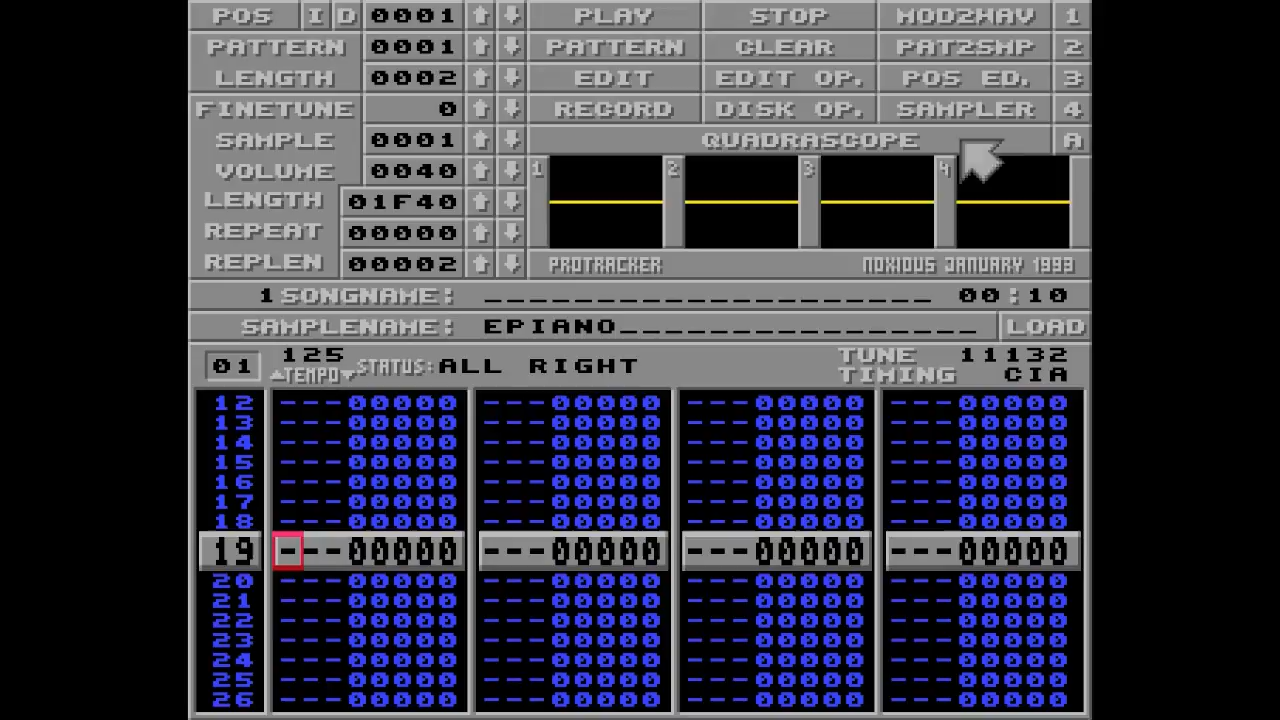 POS I D 0001 PLAY STOP MOD2WAV 1
PATTERN 0001 PATTERN CLEAR PAT2SMP 2
LENGTH 0002 EDIT EDIT OP. POS ED. 3
FINETUNE 0 RECORD DISK OP. SAMPLER 4
SAMPLE 0001 QUADRASCOPE A
VOLUME 0040 1 2 3 4
LENGTH 01F40
REPEAT 00000
REPLEN 00002 PROTRACKER NOXIOUS JANUARY 1993
1 SONGNAME: ____________________ 00:10
SAMPLENAME: EPIANO________________ LOAD
01 125 TEMPO STATUS: ALL RIGHT TUNE 11132
TIMING CIA
12 ---00000 ---00000 ---00000 ---00000
13 ---00000 ---00000 ---00000 ---00000
14 ---00000 ---00000 ---00000 ---00000
15 ---00000 ---00000 ---00000 ---00000
16 ---00000 ---00000 ---00000 ---00000
17 ---00000 ---00000 ---00000 ---00000
18 ---00000 ---00000 ---00000 ---00000
19 ---00000 ---00000 ---00000 ---00000
20 ---00000 ---00000 ---00000 ---00000
21 ---00000 ---00000 ---00000 ---00000
22 ---00000 ---00000 ---00000 ---00000
23 ---00000 ---00000 ---00000 ---00000
24 ---00000 ---00000 ---00000 ---00000
25 ---00000 ---00000 ---00000 ---00000
26 ---00000 ---00000 ---00000 ---00000